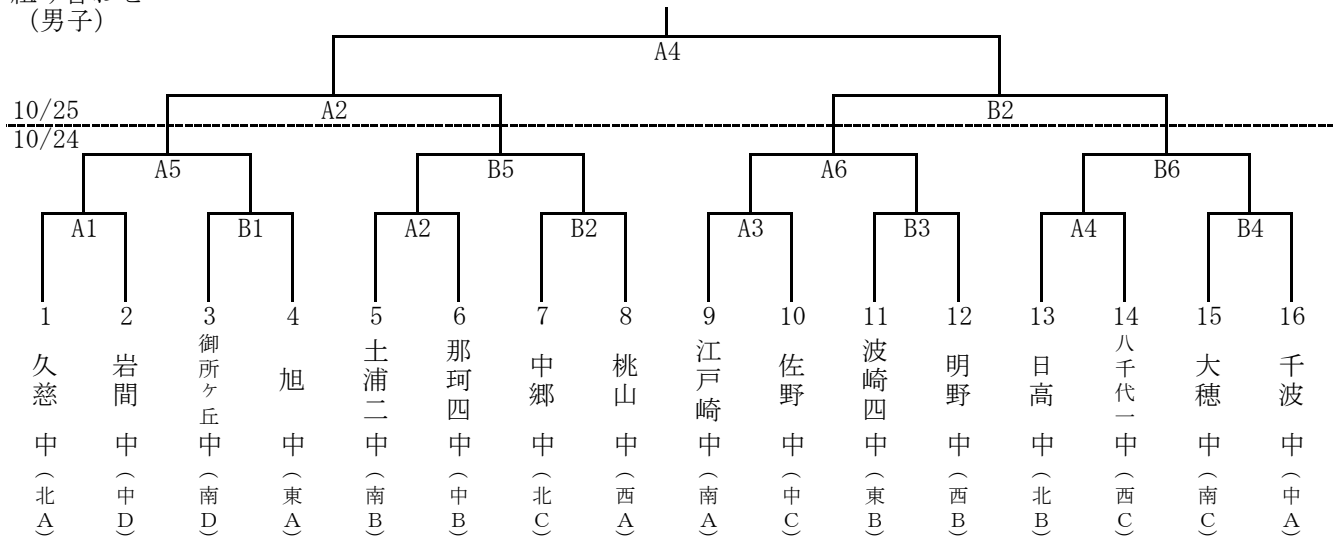 組み合わせ
(男子)
A4
10/25
A2
B2
10/24
A5
B5
A6
B6
A1
B1
A2
B2
A3
B3
A4
B4
1
2
3
4
5
6
7
8
9
10
11
12
13
14
15
16
久慈中(北A)
岩間中(中D)
御所ヶ丘中(南D)
旭中(東A)
土浦二中(南B)
那珂四中(中B)
中郷中(北C)
桃山中(西A)
江戸崎中(南A)
佐野中(中C)
波崎四中(東B)
明野中(西B)
日高中(北B)
八千代一中(西C)
大穂中(南C)
千波中(中A)